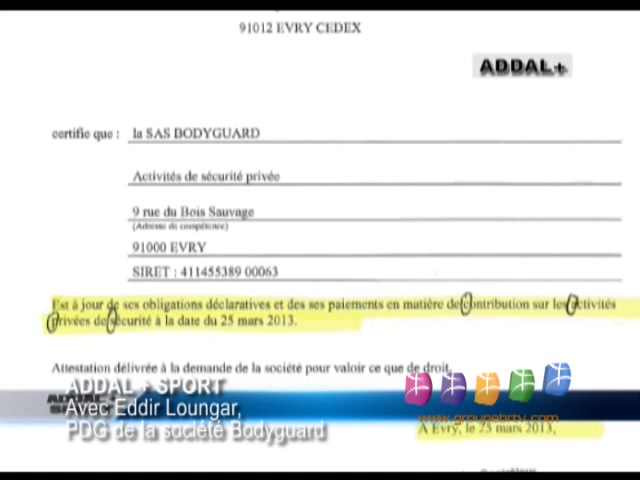 91012 EVRY CEDEX
ADDAL+
certifie que : la SAS BODYGUARD
Activités de sécurité privée
9 rue du Bois Sauvage
(Adresse de compétence)
91000 EVRY
SIRET : 411455389 00063
Est à jour de ses obligations déclaratives et des ses paiements en matière de contribution sur les activités
privées de sécurité à la date du 25 mars 2013.
Attestation délivrée à la demande de la société pour valoir ce que de droit.
ADDAL + SPORT
Avec Eddir Loungar,
PDG de la société Bodyguard
www.groupebrtv.com
A Evry, le 25 mars 2013,